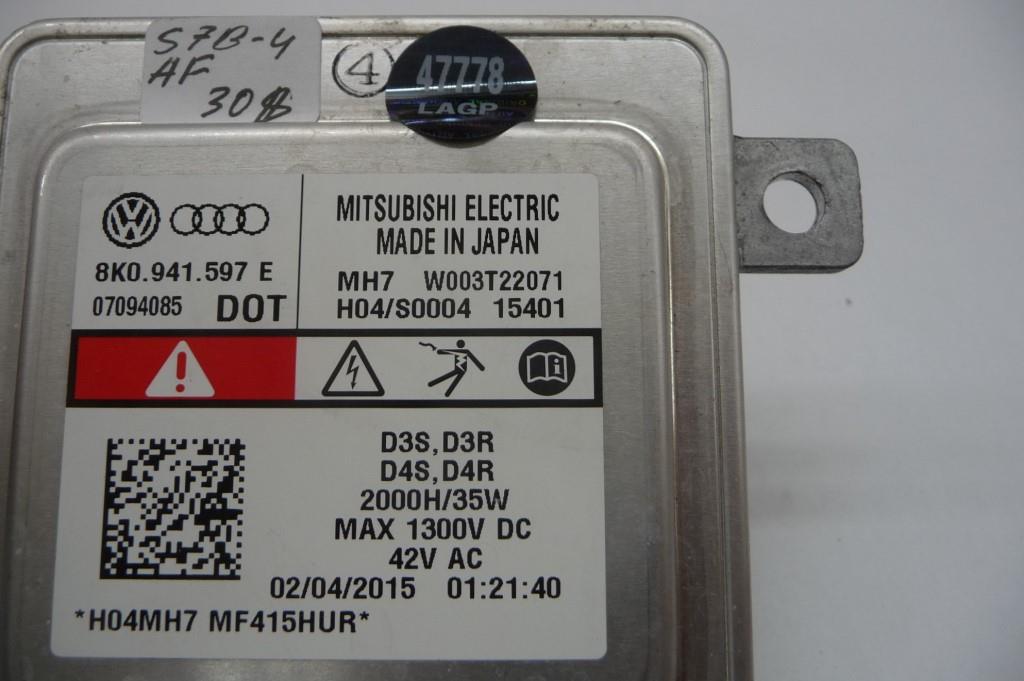 S7B-4
AF
30$
4
47778
LAGP
8K0.941.597 E
07094085 DOT
MITSUBISHI ELECTRIC
MADE IN JAPAN
MH7 W003T22071
H04/S0004 15401
D3S,D3R
D4S,D4R
2000H/35W
MAX 1300V DC
42V AC
02/04/2015 01:21:40
*H04MH7 MF415HUR*